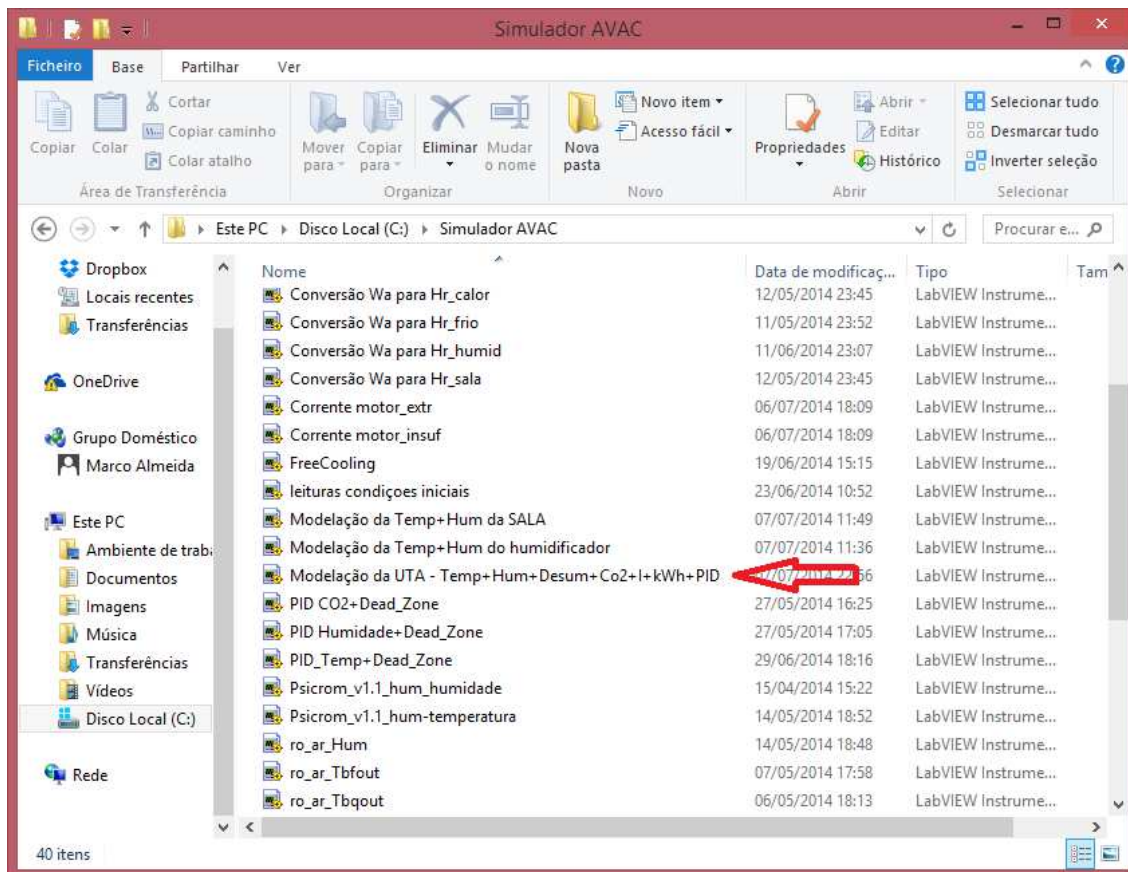 Simulador AVAC
Ficheiro Base Partilhar Ver
Copiar Colar Cortar Copiar caminho Colar atalho
Mover para Copiar para Eliminar Mudar o nome
Nova pasta Novo item Acesso fácil
Propriedades Abrir Editar Histórico
Selecionar tudo Desmarcar tudo Inverter seleção
Área de Transferência Organizar Novo Abrir Selecionar
Este PC Disco Local (C:) Simulador AVAC Procurar e...
Dropbox
Locais recentes
Transferências
OneDrive
Grupo Doméstico
Marco Almeida
Este PC
Ambiente de trab
Documentos
Imagens
Música
Transferências
Vídeos
Disco Local (C:)
Rede
Nome Data de modificaç... Tipo Tam
Conversão Wa para Hr_calor 12/05/2014 23:45 LabVIEW Instrume...
Conversão Wa para Hr_frio 11/05/2014 23:52 LabVIEW Instrume...
Conversão Wa para Hr_humid 11/06/2014 23:07 LabVIEW Instrume...
Conversão Wa para Hr_sala 12/05/2014 23:45 LabVIEW Instrume...
Corrente motor_extr 06/07/2014 18:09 LabVIEW Instrume...
Corrente motor_insuf 06/07/2014 18:09 LabVIEW Instrume...
FreeCooling 19/06/2014 15:15 LabVIEW Instrume...
leituras condiçoes iniciais 23/06/2014 10:52 LabVIEW Instrume...
Modelação da Temp+Hum da SALA 07/07/2014 11:49 LabVIEW Instrume...
Modelação da Temp+Hum do humidificador 07/07/2014 11:36 LabVIEW Instrume...
Modelação da UTA - Temp+Hum+Desum+Co2+I+kWh+PID LabVIEW Instrume...
PID CO2+Dead_Zone 27/05/2014 16:25 LabVIEW Instrume...
PID Humidade+Dead_Zone 27/05/2014 17:05 LabVIEW Instrume...
PID_Temp+Dead_Zone 29/06/2014 18:16 LabVIEW Instrume...
Psicrom_v1.1_hum_humidade 15/04/2014 15:22 LabVIEW Instrume...
Psicrom_v1.1_hum-temperatura 14/05/2014 18:52 LabVIEW Instrume...
ro_ar_Hum 14/05/2014 18:48 LabVIEW Instrume...
ro_ar_Tbfout 07/05/2014 17:58 LabVIEW Instrume...
ro_ar_Tbqout 06/05/2014 18:13 LabVIEW Instrume...
40 itens